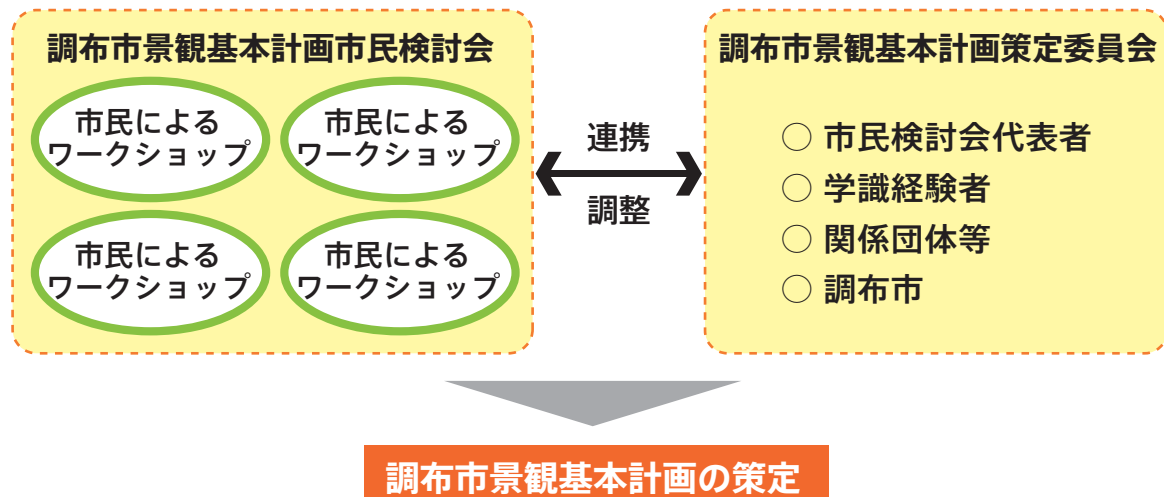 調布市景観基本計画市民検討会
市民による
ワークショップ
市民による
ワークショップ
市民による
ワークショップ
市民による
ワークショップ
連携
調整
調布市景観基本計画策定委員会
○ 市民検討会代表者
○ 学識経験者
○ 関係団体等
○ 調布市
調布市景観基本計画の策定